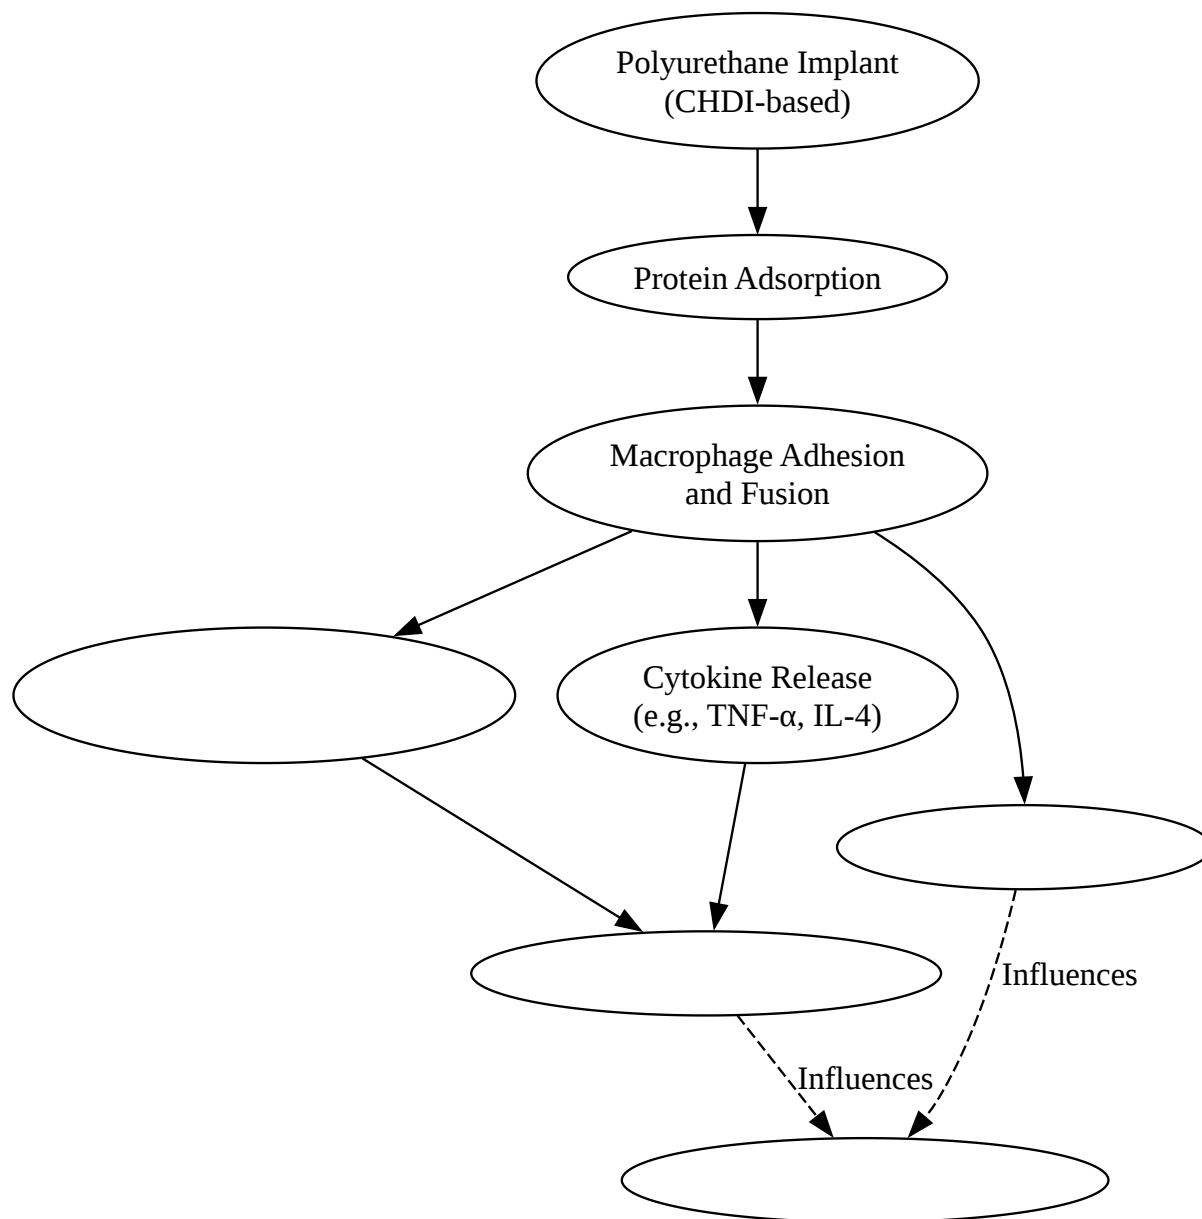 Polyurethane Implant
(CHDI-based)
Protein Adsorption
Macrophage Adhesion
and Fusion
Cytokine Release
(e.g., TNF-α, IL-4)
Influences
Influences